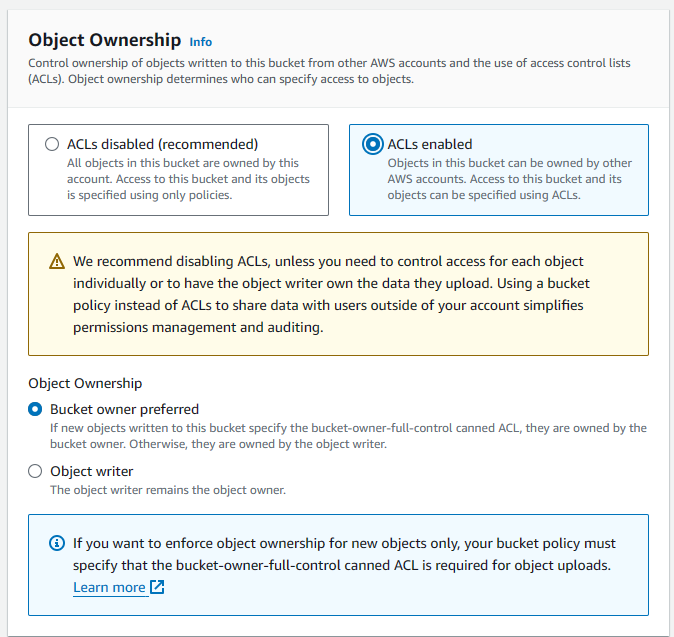 Object Ownership Info
Control ownership of objects written to this bucket from other AWS accounts and the use of access control lists
(ACLs). Object ownership determines who can specify access to objects.
ACLs disabled (recommended)
All objects in this bucket are owned by this
account. Access to this bucket and its objects
is specified using only policies.
ACLs enabled
Objects in this bucket can be owned by other
AWS accounts. Access to this bucket and its
objects can be specified using ACLs.
We recommend disabling ACLs, unless you need to control access for each object
individually or to have the object writer own the data they upload. Using a bucket
policy instead of ACLs to share data with users outside of your account simplifies
permissions management and auditing.
Object Ownership
Bucket owner preferred
If new objects written to this bucket specify the bucket-owner-full-control canned ACL, they are owned by the
bucket owner. Otherwise, they are owned by the object writer.
Object writer
The object writer remains the object owner.
If you want to enforce object ownership for new objects only, your bucket policy must
specify that the bucket-owner-full-control canned ACL is required for object uploads.
Learn more